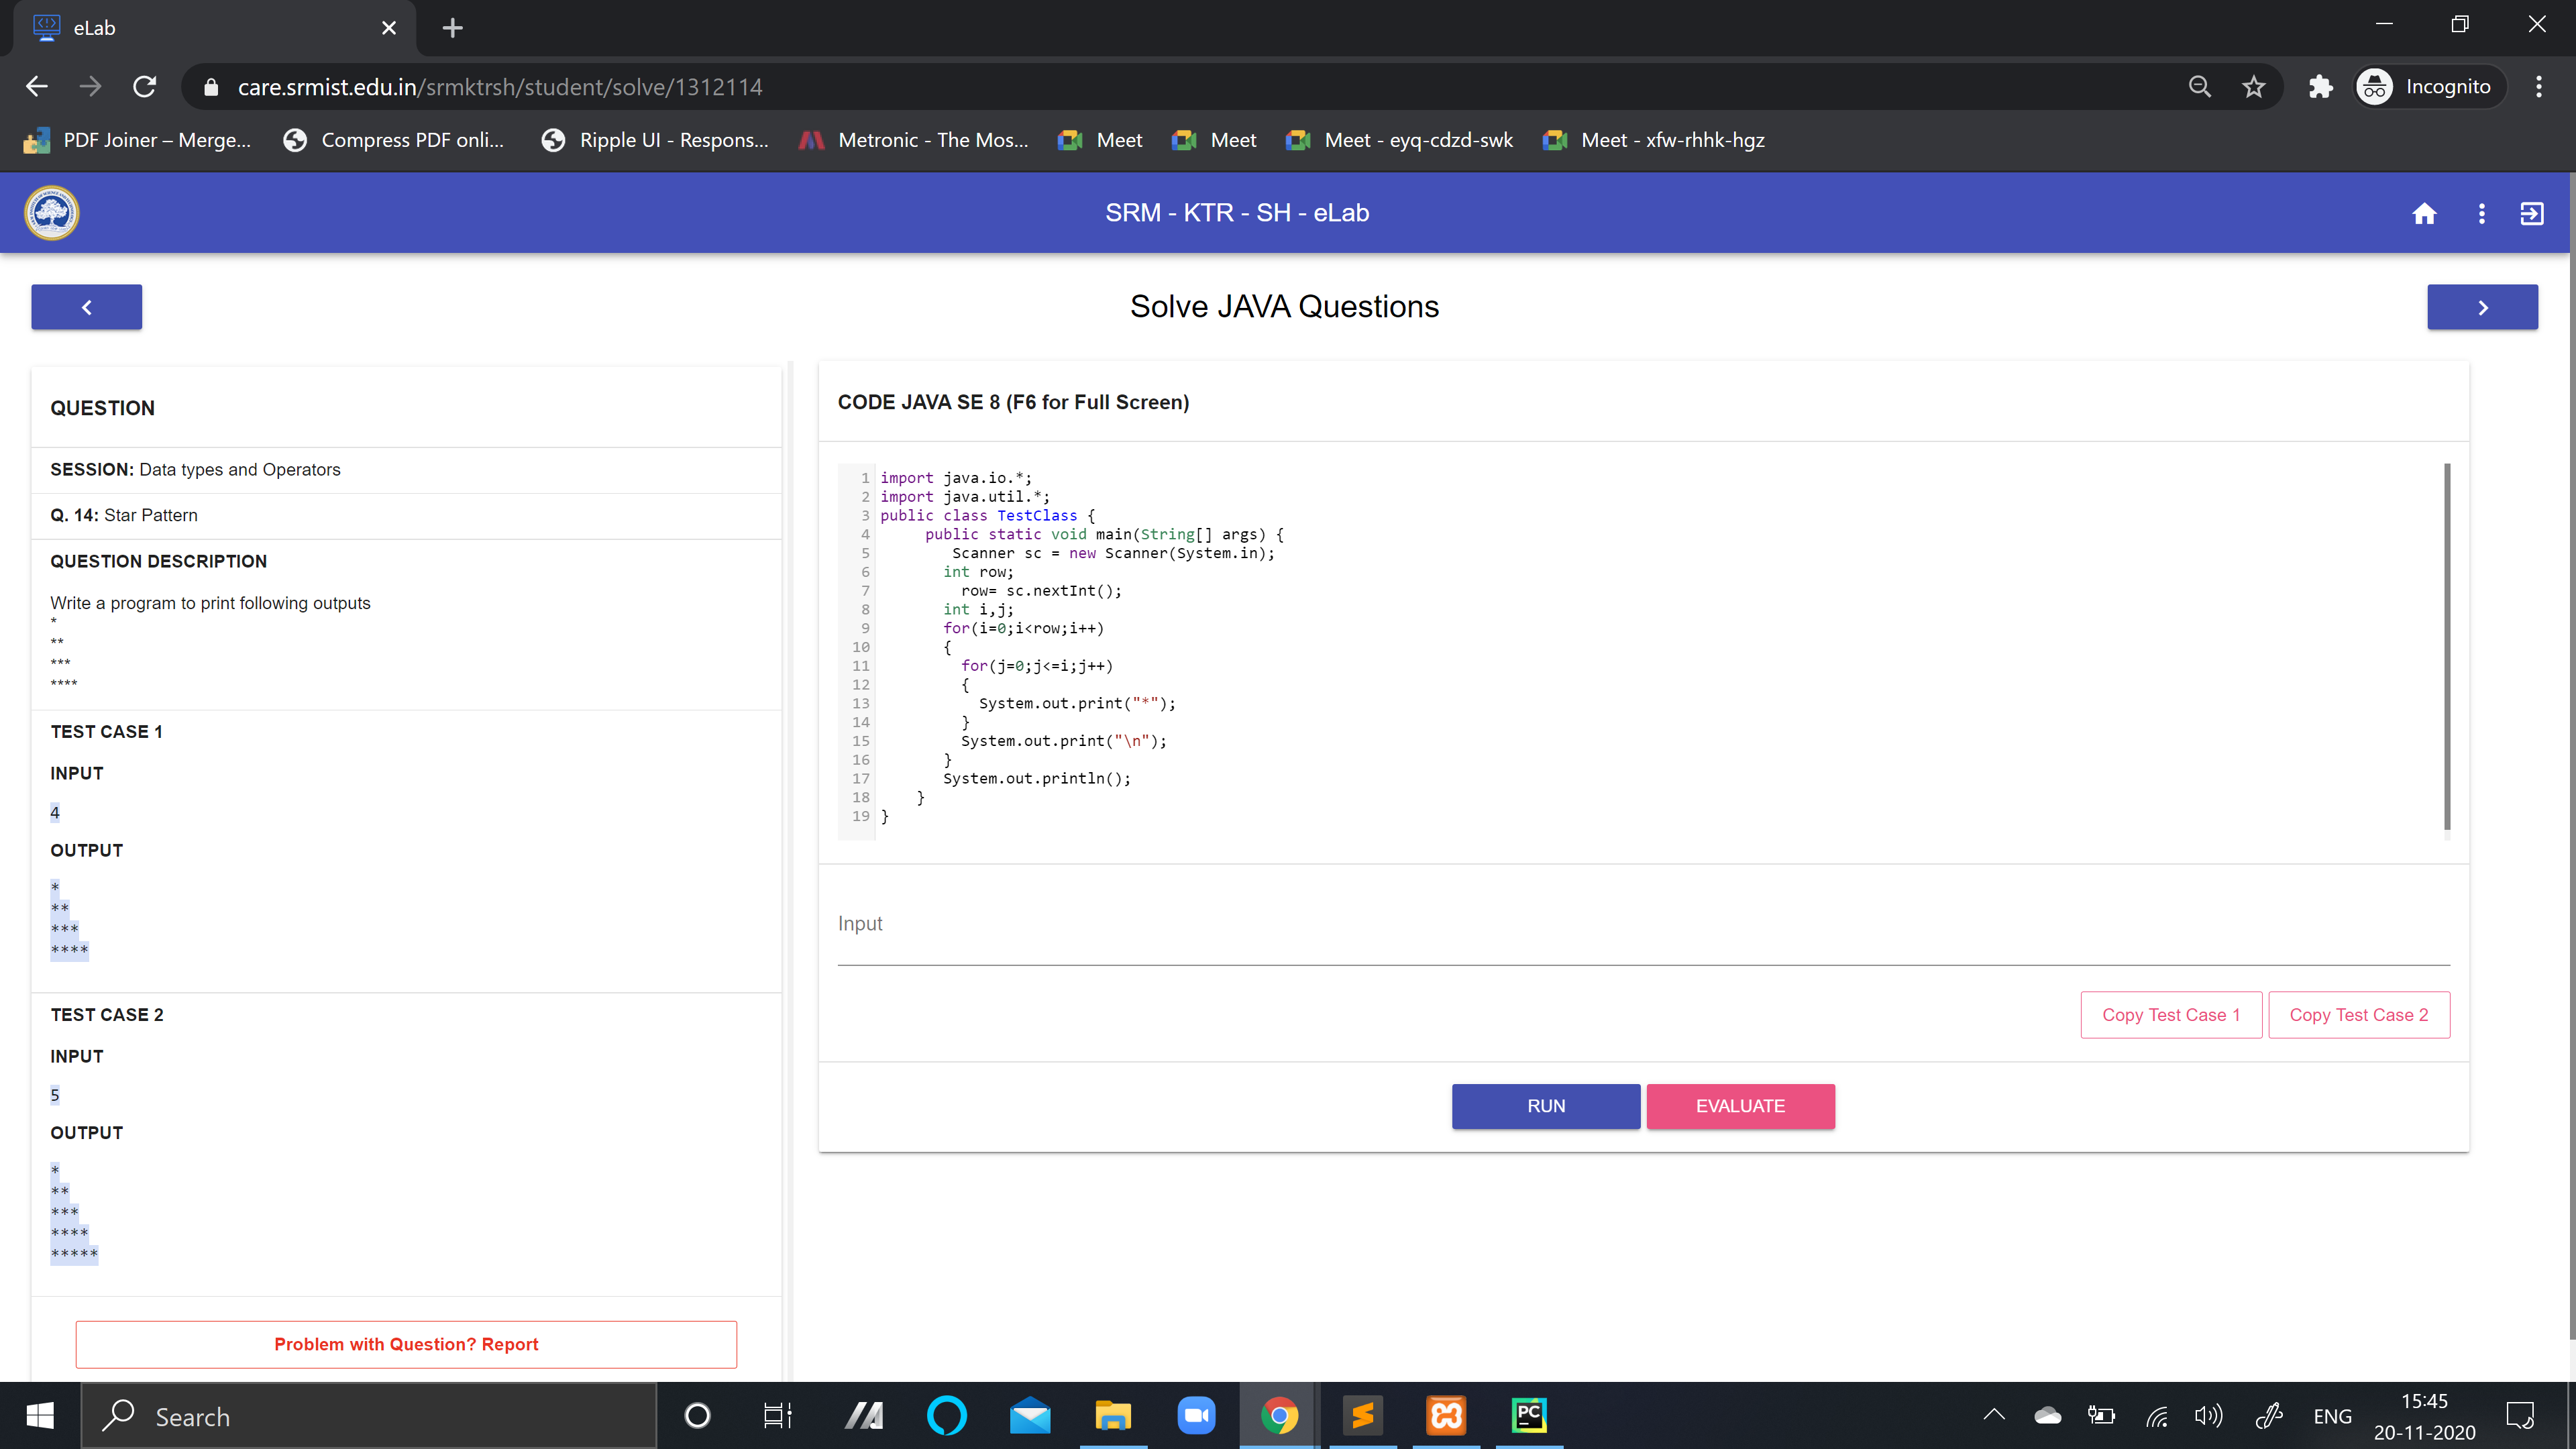 eLab
care.srmist.edu.in/srmktrsh/student/solve/1312114
Incognito
PDF Joiner – Merge...
Compress PDF onli...
Ripple UI - Respons...
Metronic - The Mos...
Meet
Meet
Meet - eyq-cdzd-swk
Meet - xfw-rhhk-hgz
SRM - KTR - SH - eLab
Solve JAVA Questions
QUESTION
SESSION: Data types and Operators
Q. 14: Star Pattern
QUESTION DESCRIPTION
Write a program to print following outputs
*
**
***
****
TEST CASE 1
INPUT
4
OUTPUT
*
**
***
****
TEST CASE 2
INPUT
5
OUTPUT
*
**
***
****
*****
Problem with Question? Report
CODE JAVA SE 8 (F6 for Full Screen)
1 import java.io.*;
2 import java.util.*;
3 public class TestClass {
4 public static void main(String[] args) {
5 Scanner sc = new Scanner(System.in);
6 int row;
7 row= sc.nextInt();
8 int i,j;
9 for(i=0;i<row;i++)
10 {
11 for(j=0;j<=i;j++)
12 {
13 System.out.print("*");
14 }
15 System.out.print("\n");
16 }
17 System.out.println();
18 }
19 }
Input
Copy Test Case 1
Copy Test Case 2
RUN
EVALUATE
Search
PC
ENG
15:45
20-11-2020